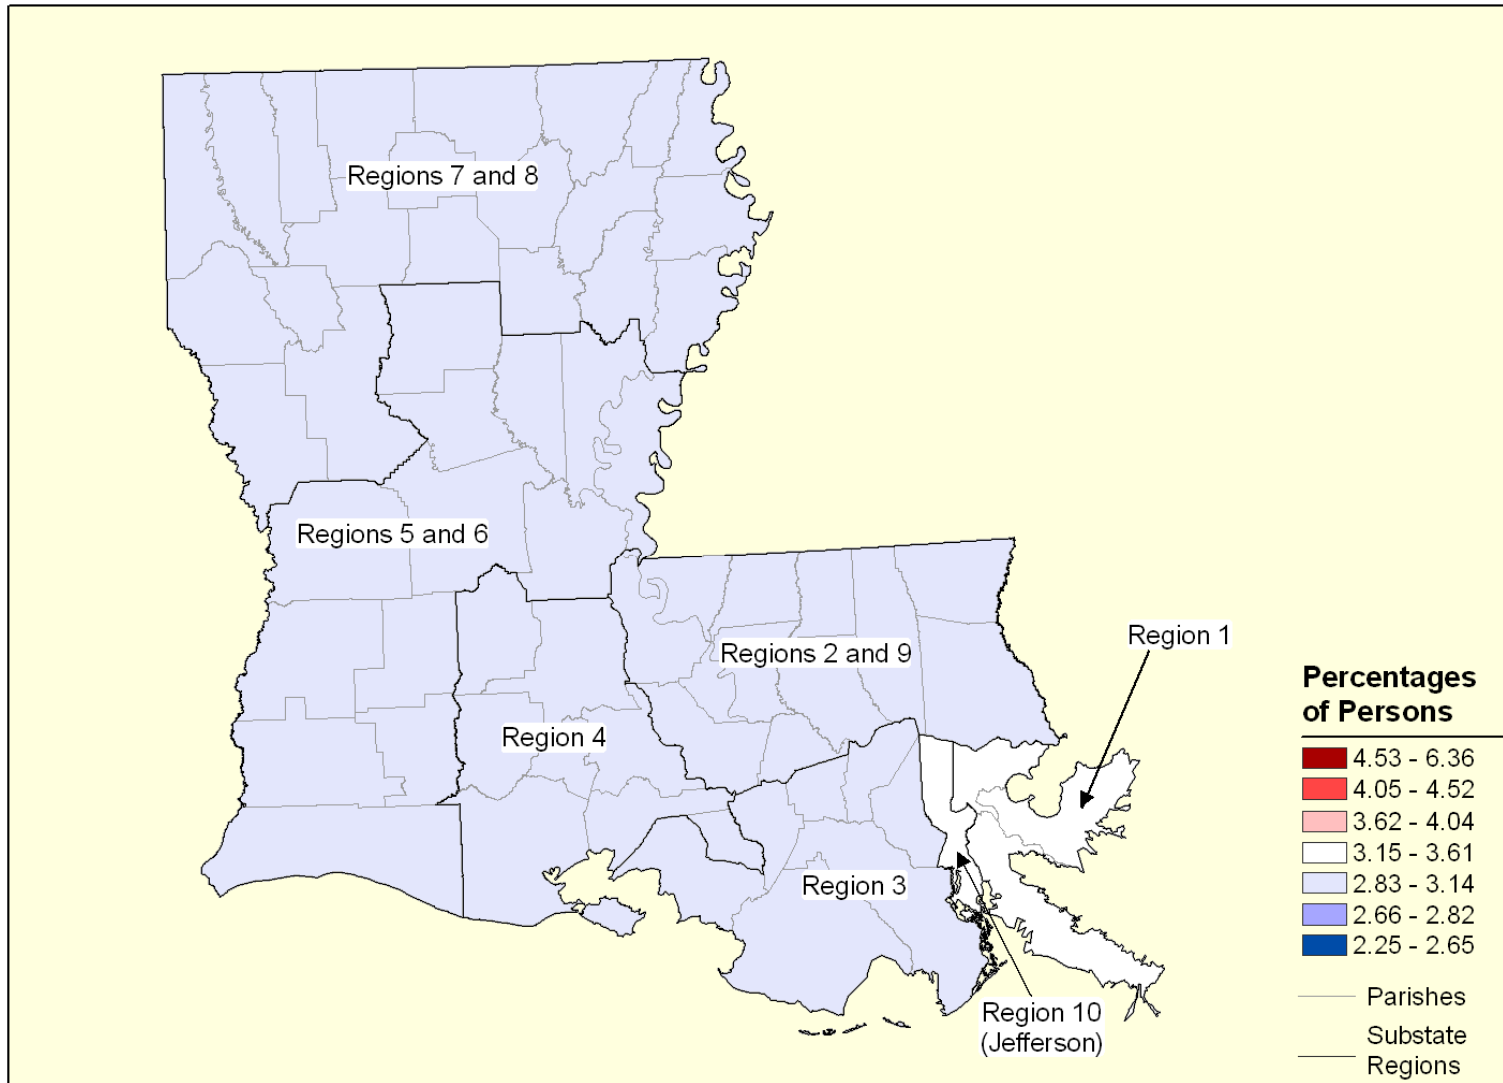 Regions 7 and 8
Regions 5 and 6
Regions 2 and 9
Region 1
Region 4
Region 3
Region 10
(Jefferson)
Percentages
of Persons
4.53 - 6.36
4.05 - 4.52
3.62 - 4.04
3.15 - 3.61
2.83 - 3.14
2.66 - 2.82
2.25 - 2.65
Parishes
Substate
Regions